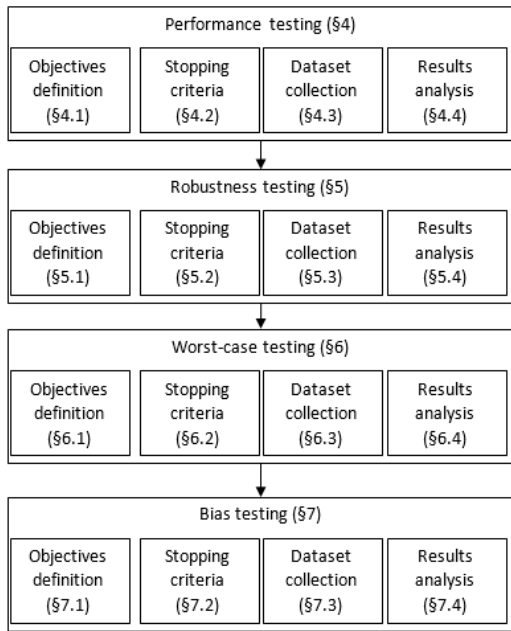 Performance testing (§4)
Objectives
definition
(§4.1)
Stopping
criteria
(§4.2)
Dataset
collection
(§4.3)
Results
analysis
(§4.4)
Robustness testing (§5)
Objectives
definition
(§5.1)
Stopping
criteria
(§5.2)
Dataset
collection
(§5.3)
Results
analysis
(§5.4)
Worst-case testing (§6)
Objectives
definition
(§6.1)
Stopping
criteria
(§6.2)
Dataset
collection
(§6.3)
Results
analysis
(§6.4)
Bias testing (§7)
Objectives
definition
(§7.1)
Stopping
criteria
(§7.2)
Dataset
collection
(§7.3)
Results
analysis
(§7.4)